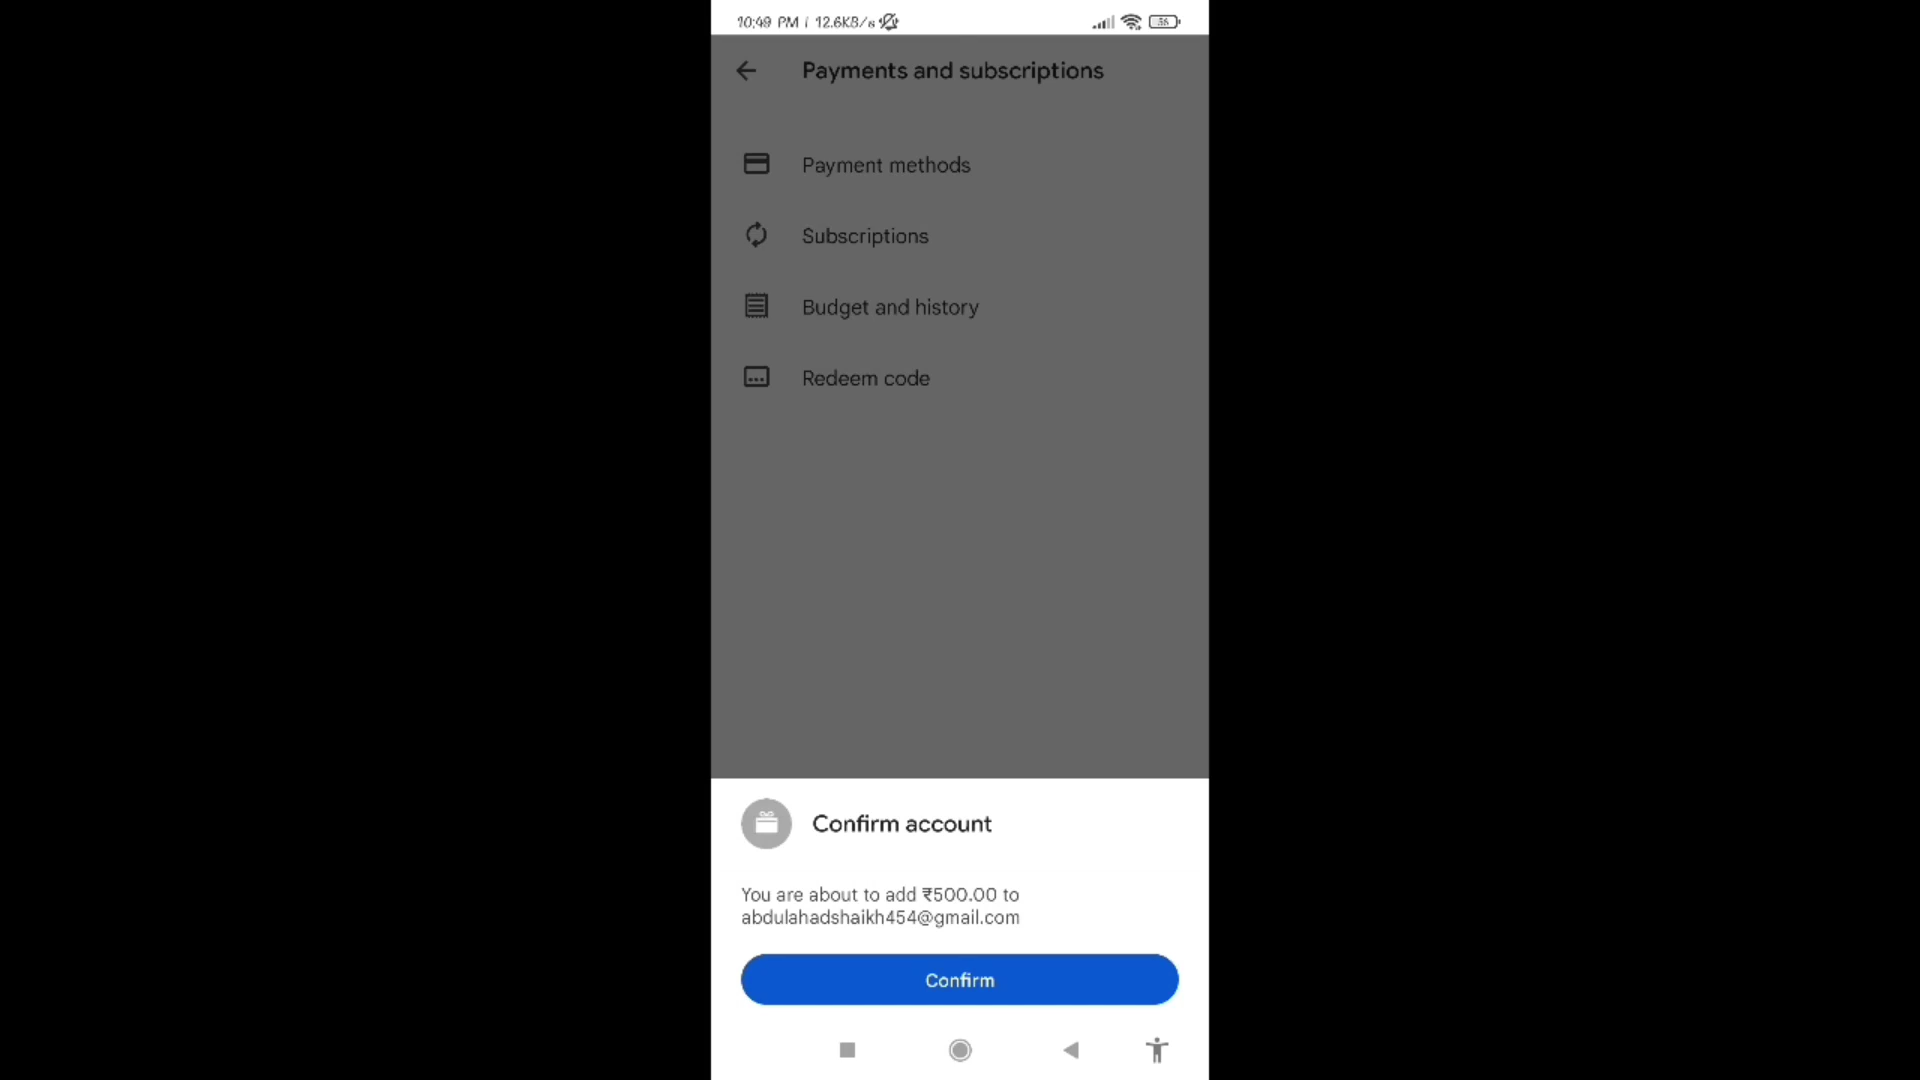 10:49 PM | 12.6KB/s
56
Payments and subscriptions
Payment methods
Subscriptions
Budget and history
Redeem code
Confirm account
You are about to add ₹500.00 to
abdulahadshaikh454@gmail.com
Confirm